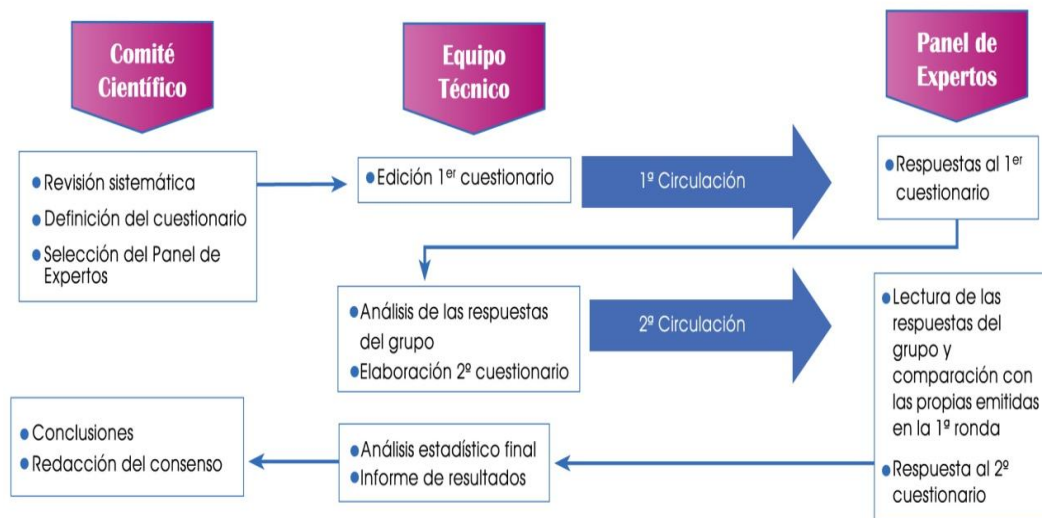 Comité
Científico
Equipo
Técnico
Panel de
Expertos
● Revisión sistemática
● Definición del cuestionario
● Selección del Panel de
Expertos
● Edición 1er cuestionario
1ª Circulación
● Respuestas al 1er
cuestionario
● Análisis de las respuestas
del grupo
● Elaboración 2º cuestionario
2ª Circulación
● Lectura de las
respuestas del
grupo y
comparación con
las propias emitidas
en la 1ª ronda
● Respuesta al 2º
cuestionario
● Análisis estadístico final
● Informe de resultados
● Conclusiones
● Redacción del consenso